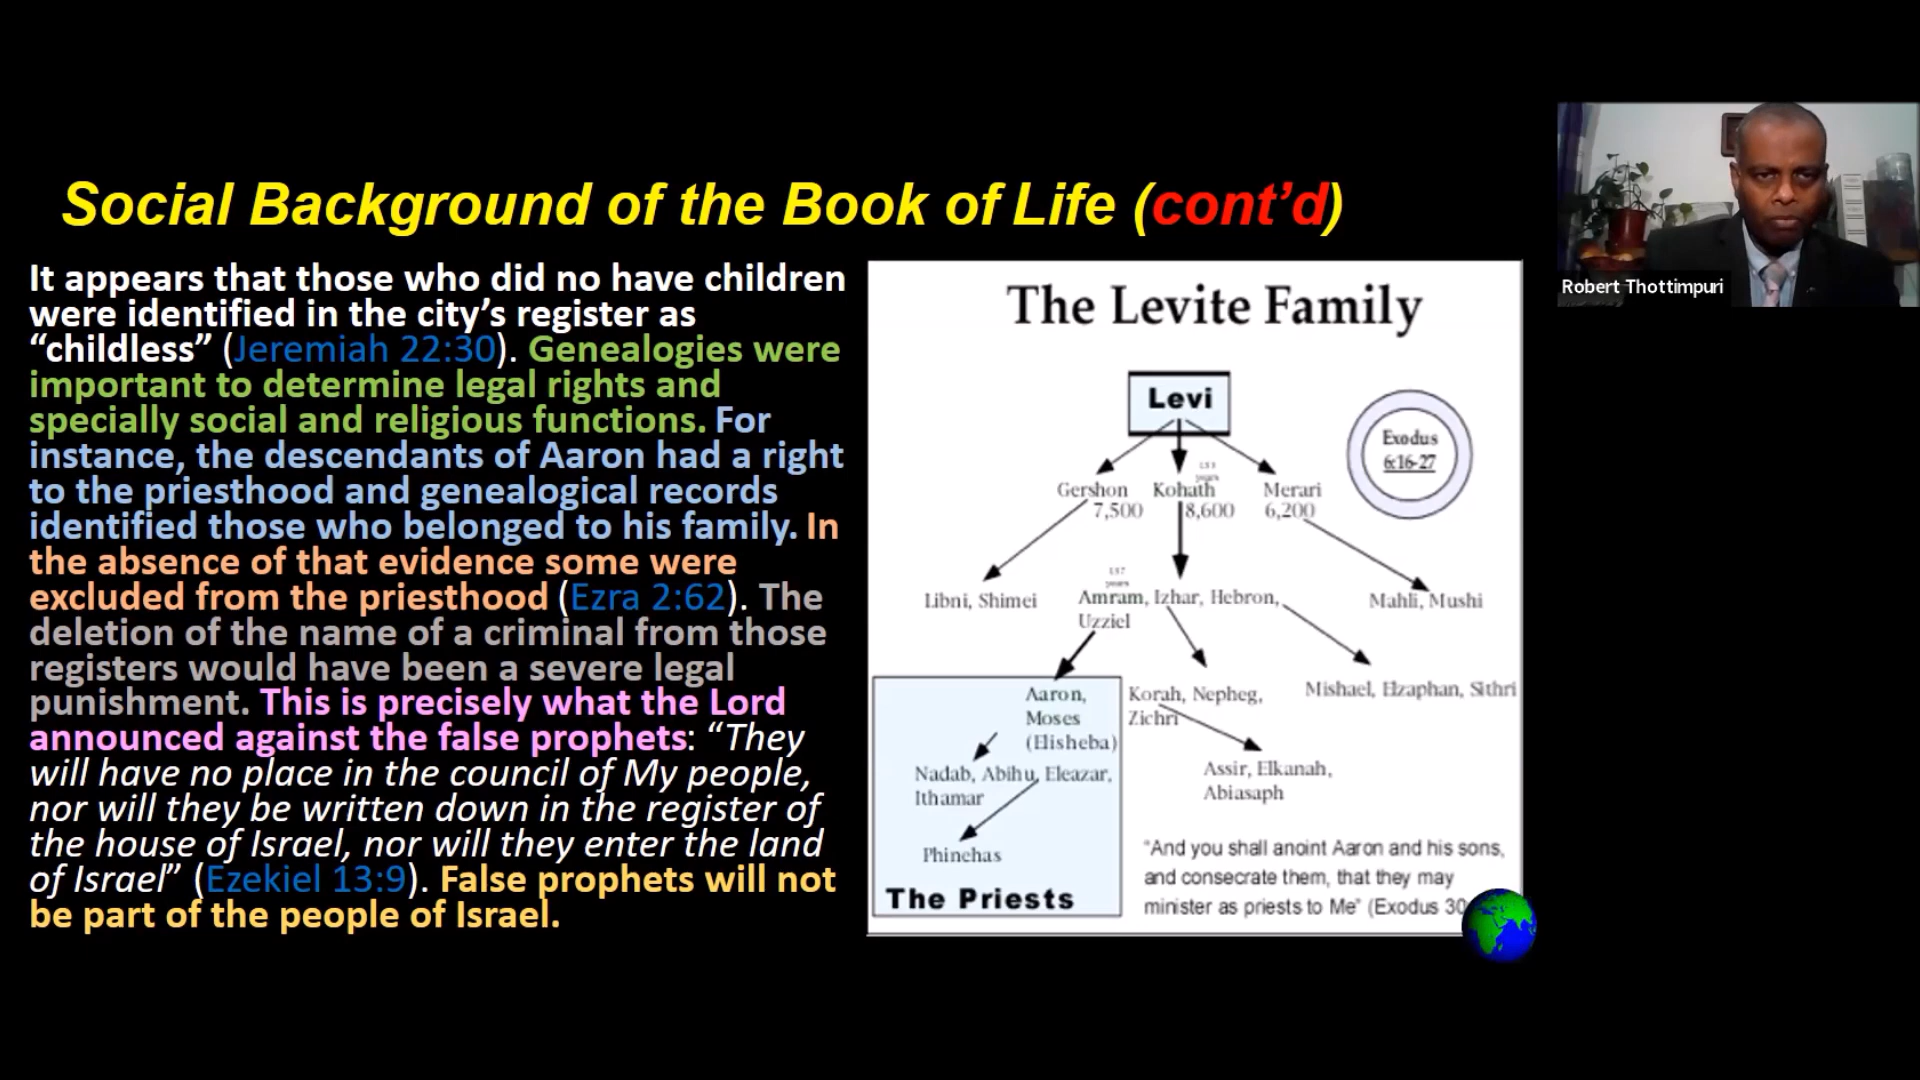 Social Background of the Book of Life (cont’d)
It appears that those who did no have children
were identified in the city’s register as
“childless” (Jeremiah 22:30). Genealogies were
important to determine legal rights and
specially social and religious functions. For
instance, the descendants of Aaron had a right
to the priesthood and genealogical records
identified those who belonged to his family. In
the absence of that evidence some were
excluded from the priesthood (Ezra 2:62). The
deletion of the name of a criminal from those
registers would have been a severe legal
punishment. This is precisely what the Lord
announced against the false prophets: “They
will have no place in the council of My people,
nor will they be written down in the register of
the house of Israel, nor will they enter the land
of Israel” (Ezekiel 13:9). False prophets will not
be part of the people of Israel.
The Levite Family
Levi
Exodus
6:16-27
Gershon
7,500
years
Kohath
8,600
Merari
6,200
Libni, Shimei
137
years
Amram, Izhar, Hebron,
Uzziel
Mahli, Mushi
Aaron,
Moses
(Elisheba)
Korah, Nepheg,
Zichri
Mishael, Elzaphan, Sithri
Nadab, Abihu, Eleazar,
Ithamar
Assir, Elkanah,
Abiasaph
Phinehas
The Priests
“And you shall anoint Aaron and his sons,
and consecrate them, that they may
minister as priests to Me” (Exodus 30
Robert Thottimpuri